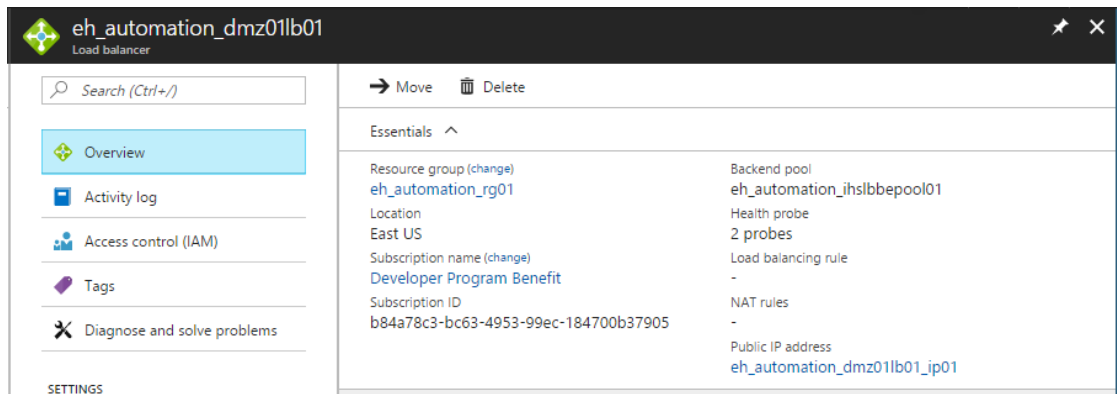 eh_automation_dmz01lb01
Load balancer
Search (Ctrl+/)
Overview
Activity log
Access control (IAM)
Tags
Diagnose and solve problems
SETTINGS
Move
Delete
Essentials
Resource group (change)
eh_automation_rg01
Location
East US
Subscription name (change)
Developer Program Benefit
Subscription ID
b84a78c3-bc63-4953-99ec-184700b37905
Backend pool
eh_automation_ihslbbepool01
Health probe
2 probes
Load balancing rule
-
NAT rules
-
Public IP address
eh_automation_dmz01lb01_ip01